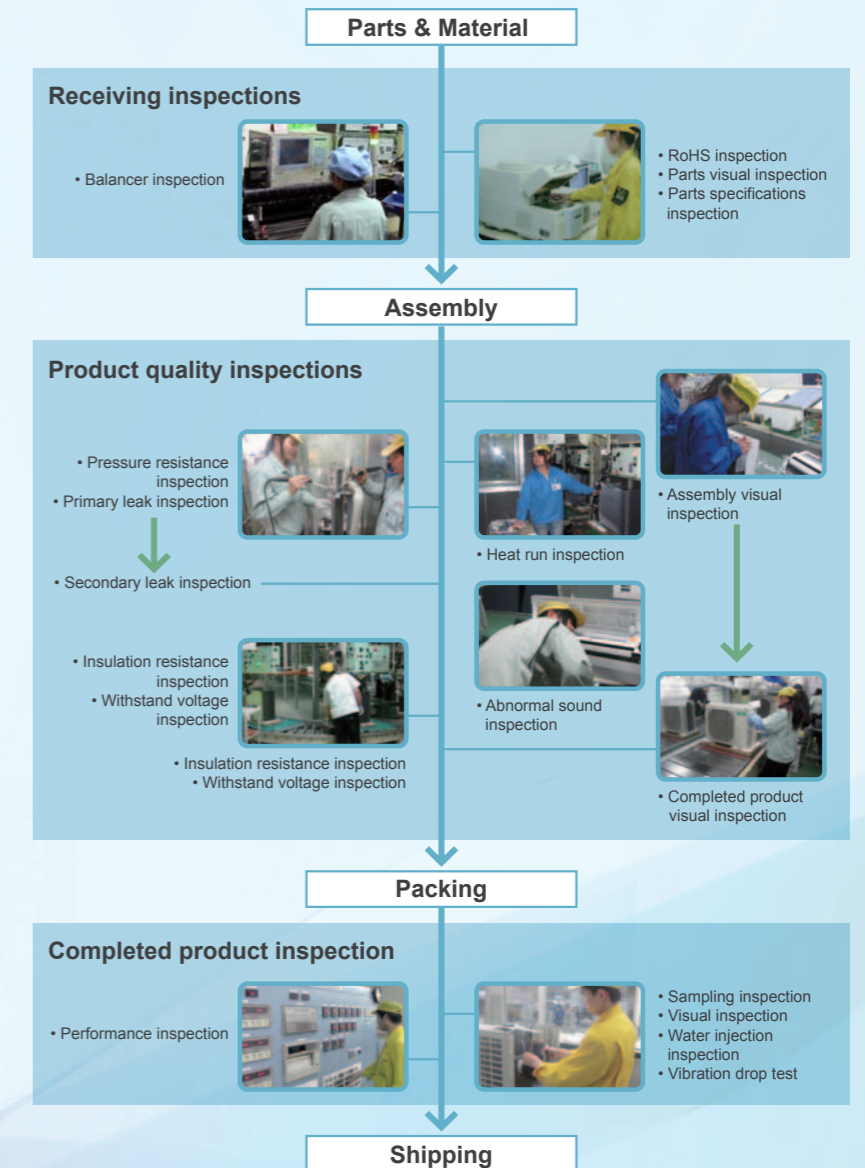 Parts & Material
Receiving inspections
• Balancer inspection
• RoHS inspection
• Parts visual inspection
• Parts specifications
inspection
Assembly
Product quality inspections
• Pressure resistance
inspection
• Primary leak inspection
• Secondary leak inspection
• Heat run inspection
• Assembly visual
inspection
• Insulation resistance
inspection
• Withstand voltage
inspection
• Insulation resistance inspection
• Withstand voltage inspection
• Abnormal sound
inspection
• Completed product
visual inspection
Packing
Completed product inspection
• Performance inspection
• Sampling inspection
• Visual inspection
• Water injection
inspection
• Vibration drop test
Shipping